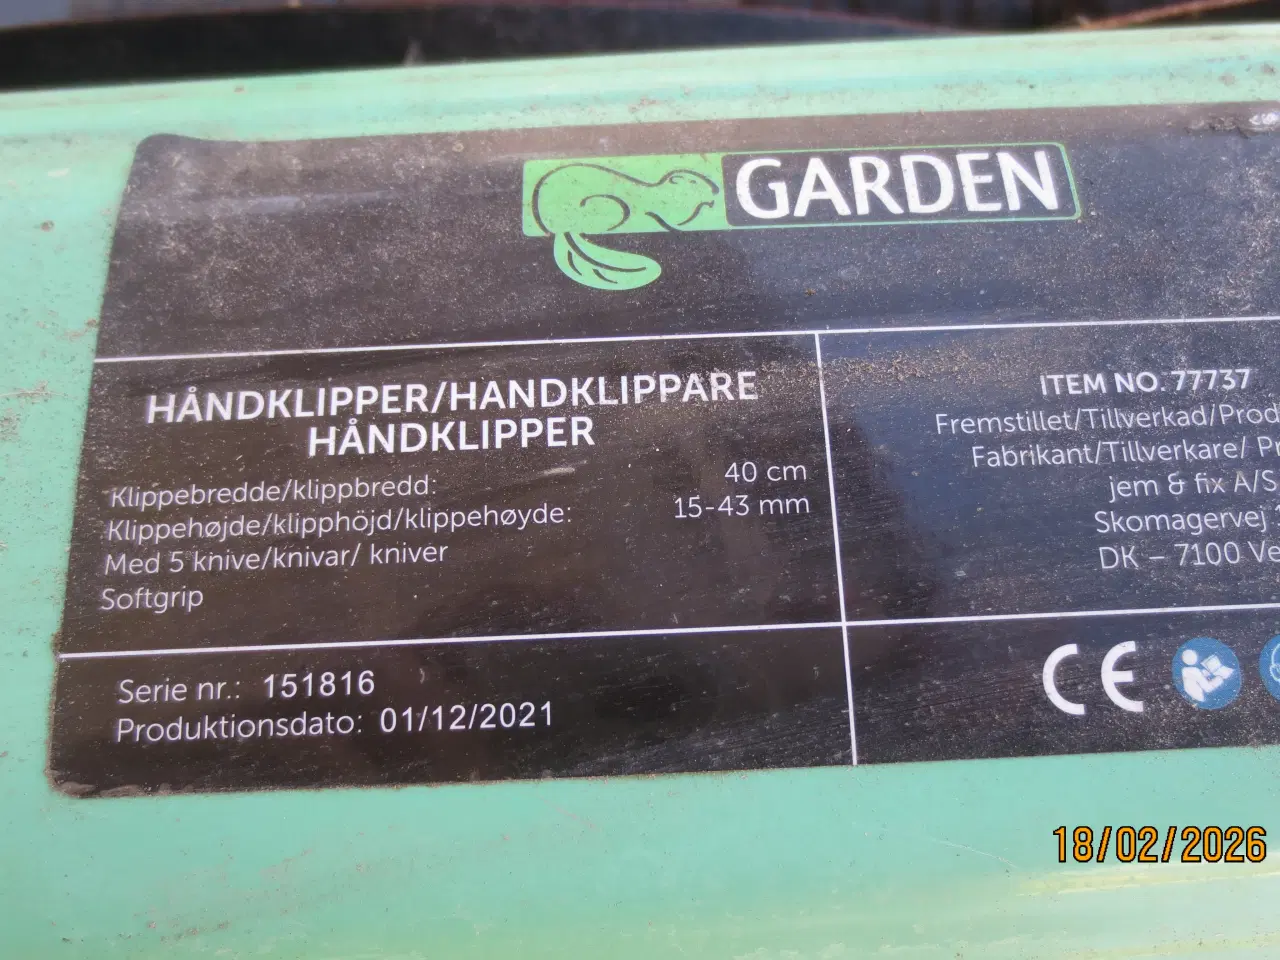 GARDEN
HÅNDKLIPPER/HANDKLIPPARE
HÅNDKLIPPER
Klippebredde/klippbredd: 40 cm
Klippehøjde/klipphöjd/klippehøyde: 15-43 mm
Med 5 knive/knivar/ kniver
Softgrip
ITEM NO. 77737
Fremstillet/Tillverkad/Prod
Fabrikant/Tillverkare/
jem & fix A/S
Skomagervej
DK – 7100 Ve
Serie nr.: 151816
Produktionsdato: 01/12/2021
CE
18/02/2026